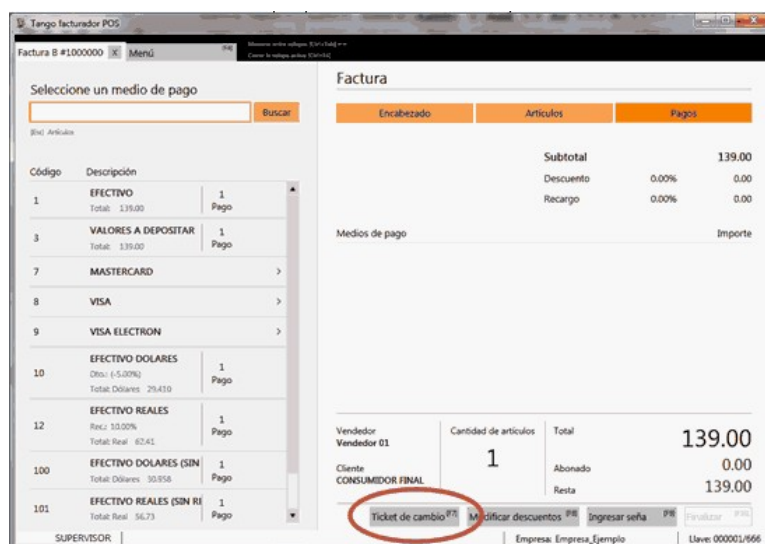 Tango facturador POS
Factura B #1000000 X Menú
Seleccione un medio de pago
Buscar
[Esc] Artículos
Código Descripción
1 EFECTIVO 1 Pago
Total: 139.00
3 VALORES A DEPOSITAR 1 Pago
Total: 139.00
7 MASTERCARD >
8 VISA >
9 VISA ELECTRON >
10 EFECTIVO DOLARES 1 Pago
Dto.: (-5.00%)
Total: Dólares 29.410
12 EFECTIVO REALES 1 Pago
Rec.: 10.00%
Total: Real 62.41
100 EFECTIVO DOLARES (SIN 1 Pago
Total: Dólares 30.958
101 EFECTIVO REALES (SIN RI 1 Pago
Total: Real 56.73
SUPERVISOR
Factura
Encabezado Artículos Pagos
Subtotal 139.00
Descuento 0.00% 0.00
Recargo 0.00% 0.00
Medios de pago Importe
Vendedor
Vendedor 01
Cliente
CONSUMIDOR FINAL
Cantidad de artículos
1
Total 139.00
Abonado 0.00
Resta 139.00
Ticket de cambio [F7] Modificar descuentos [F8] Ingresar seña [F9] Finalizar
Empresa: Empresa_Ejemplo Llave: 000001/666